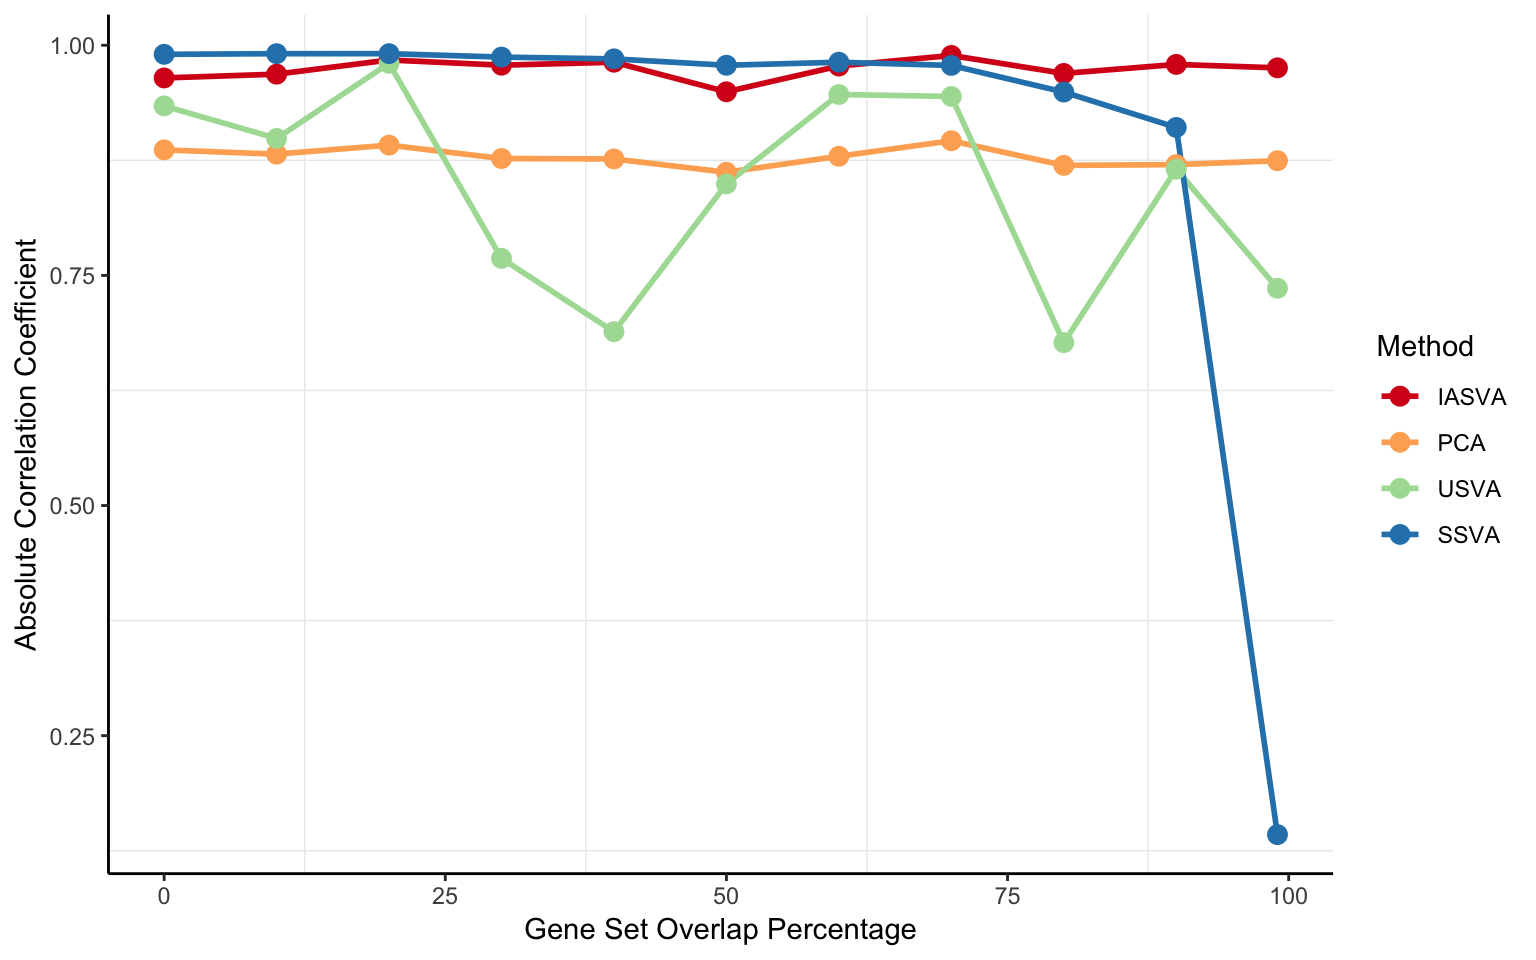 1.00
0.75
0.50
0.25
Absolute Correlation Coefficient
0
25
50
75
100
Gene Set Overlap Percentage
Method
IASVA
PCA
USVA
SSVA